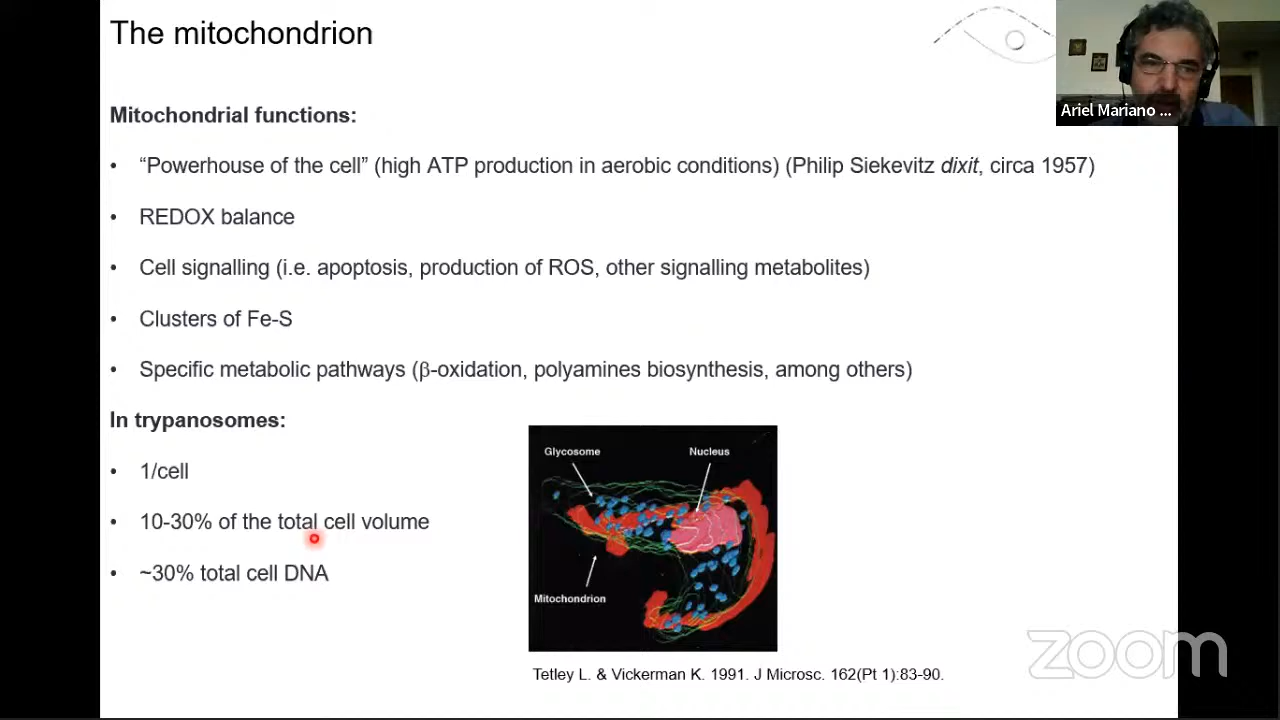 The mitochondrion
Ariel Mariano ...
Mitochondrial functions:
• “Powerhouse of the cell” (high ATP production in aerobic conditions) (Philip Siekevitz dixit, circa 1957)
• REDOX balance
• Cell signalling (i.e. apoptosis, production of ROS, other signalling metabolites)
• Clusters of Fe-S
• Specific metabolic pathways (β-oxidation, polyamines biosynthesis, among others)
In trypanosomes:
• 1/cell
• 10-30% of the total cell volume
• ~30% total cell DNA
Glycosome
Nucleus
Mitochondrion
Tetley L. & Vickerman K. 1991. J Microsc. 162(Pt 1):83-90.
zoom